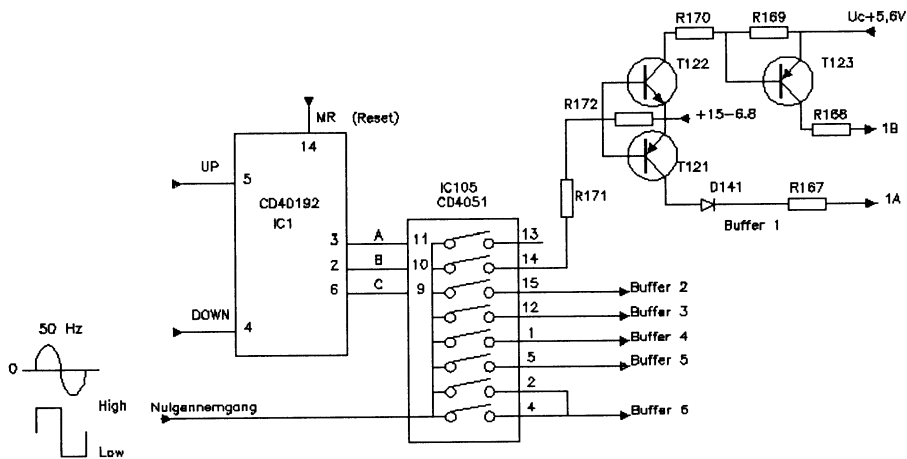 R170
R169
Uc+5,6V
T122
T123
R172
+15-6.8
R168
1B
T121
R171
D141
R167
1A
Buffer 1
MR (Reset)
14
UP
5
CD40192
IC1
3
A
2
B
6
C
DOWN
4
IC105
CD4051
11
13
10
14
9
15
Buffer 2
12
Buffer 3
1
Buffer 4
5
Buffer 5
2
4
Buffer 6
50 Hz
0
High
Low
Nulgennemgang